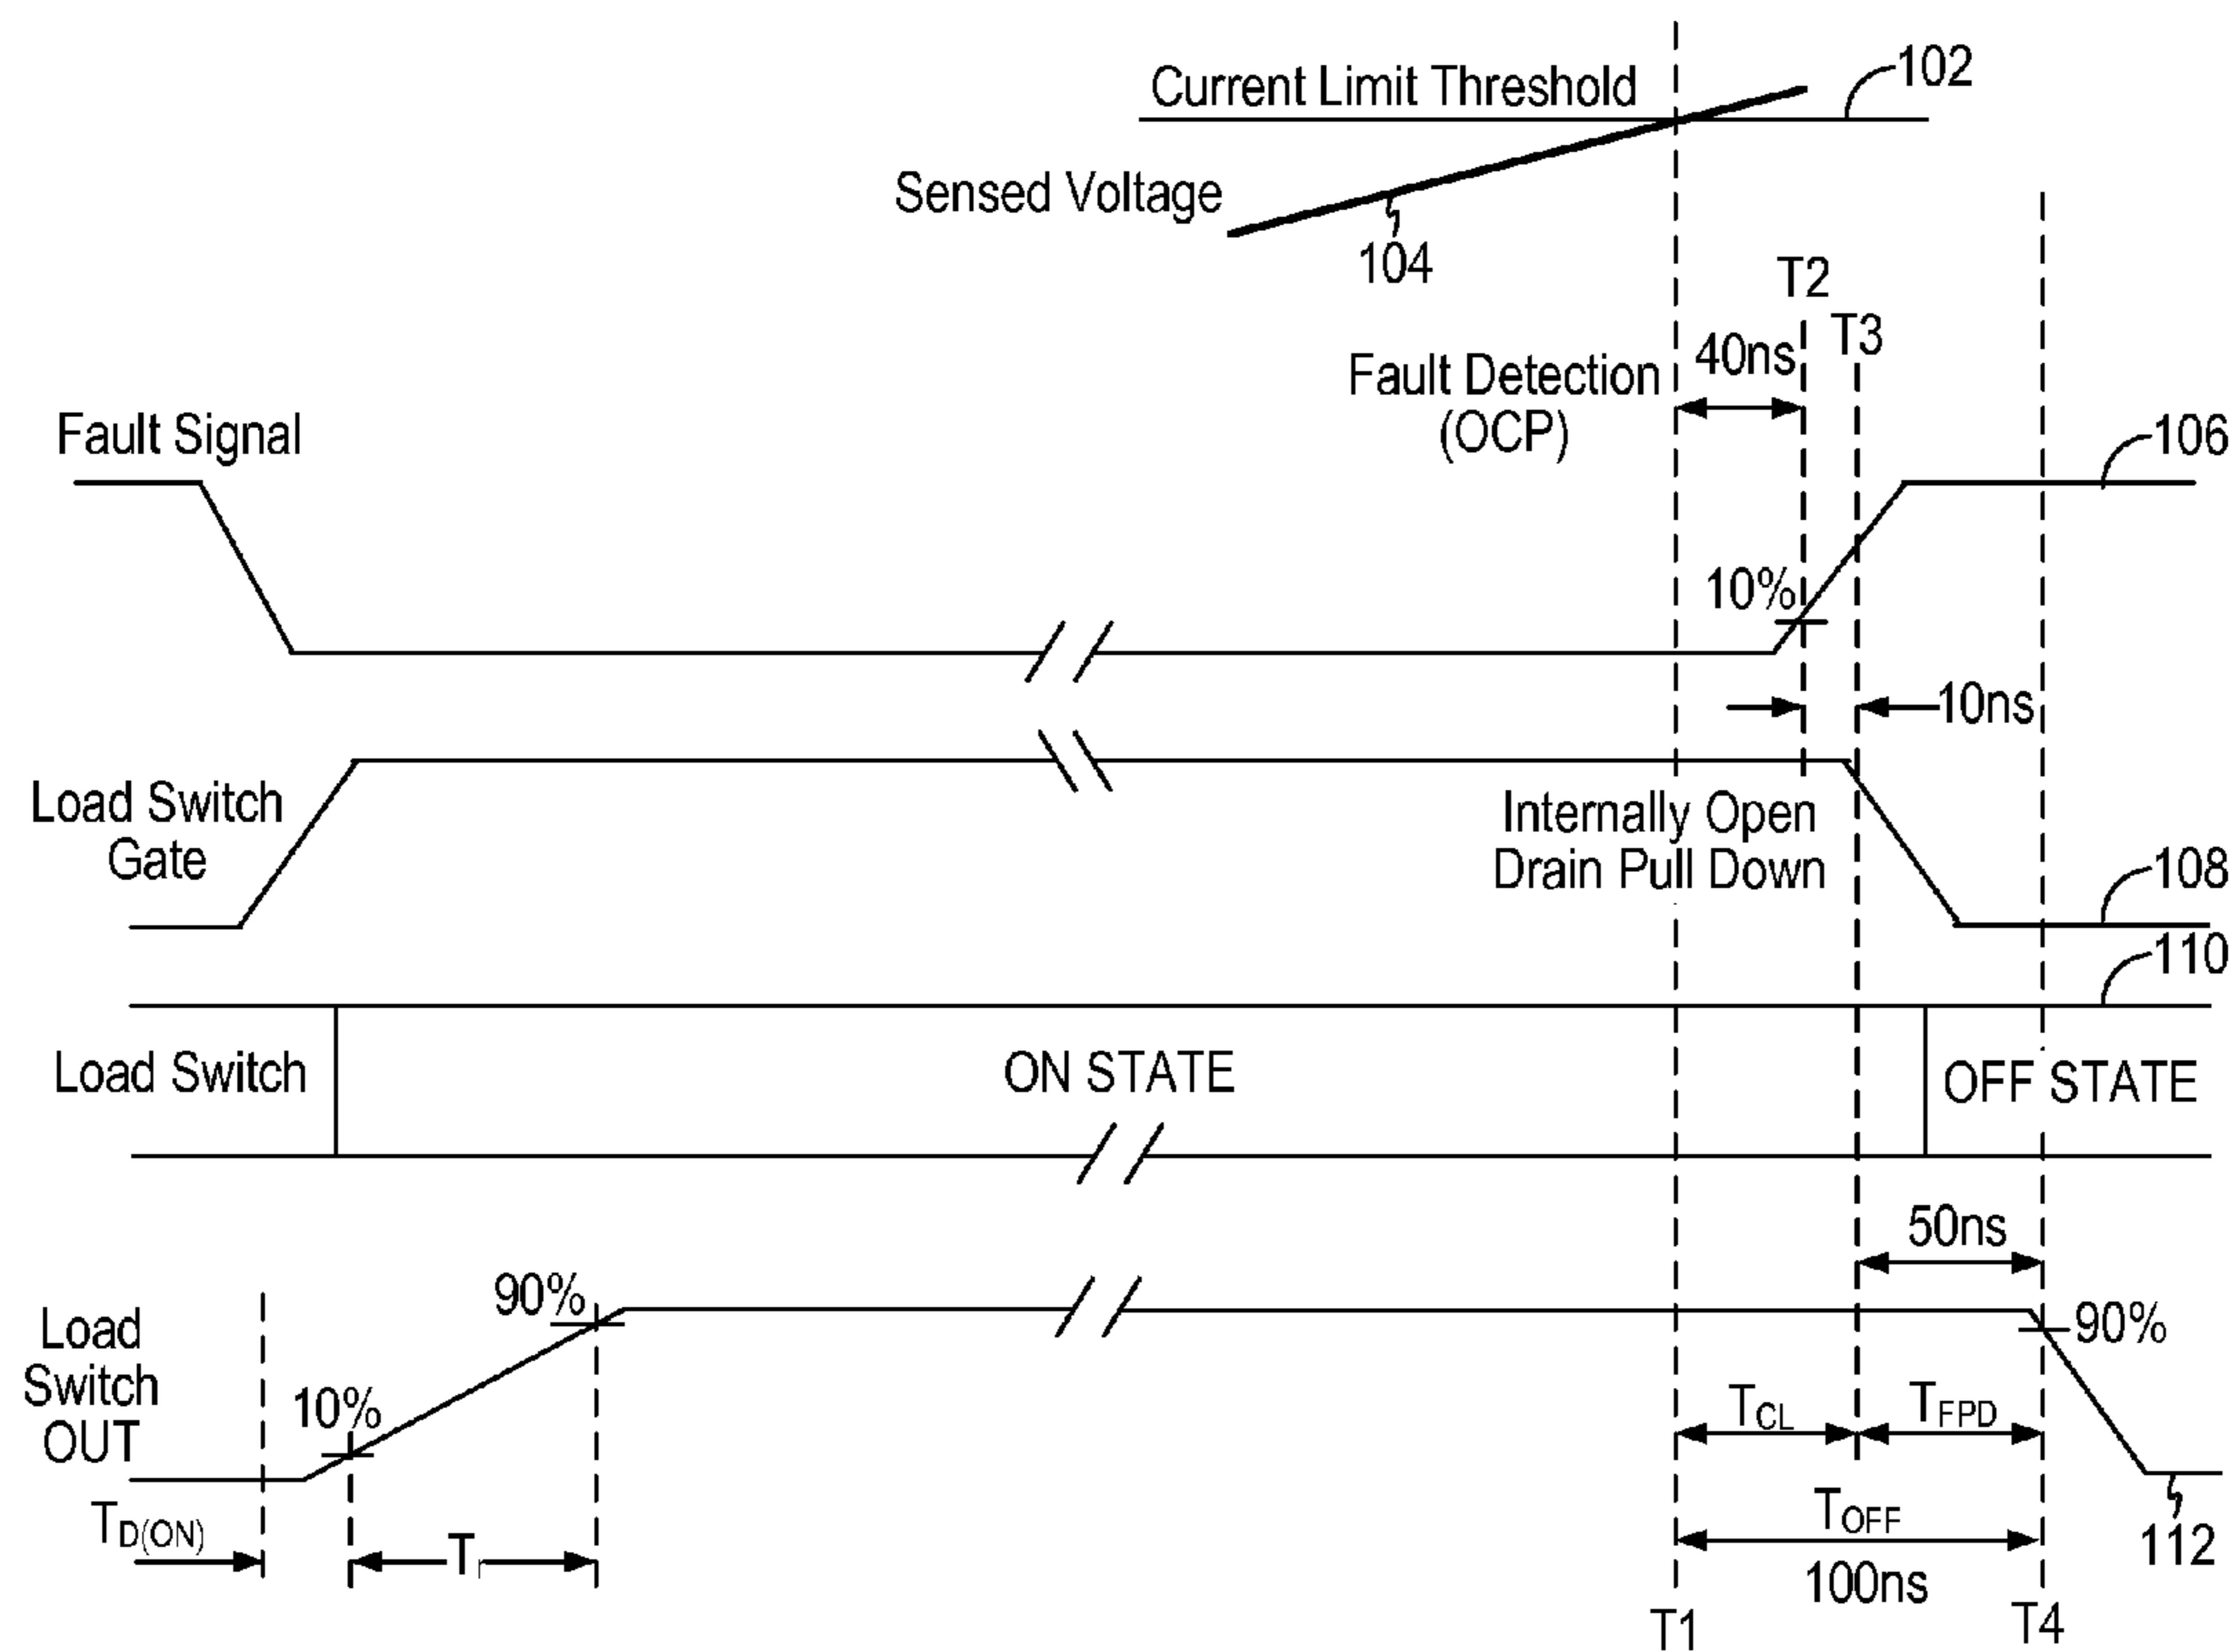 Current Limit Threshold
102
Sensed Voltage
104
T2
T3
40ns
Fault Detection
(OCP)
Fault Signal
106
10%
10ns
Load Switch
Gate
Internally Open
Drain Pull Down
108
110
Load Switch
ON STATE
OFF STATE
50ns
90%
90%
Load
Switch
OUT
10%
TCL
TFPD
TD(ON)
T
TOFF
100ns
112
T1
T4